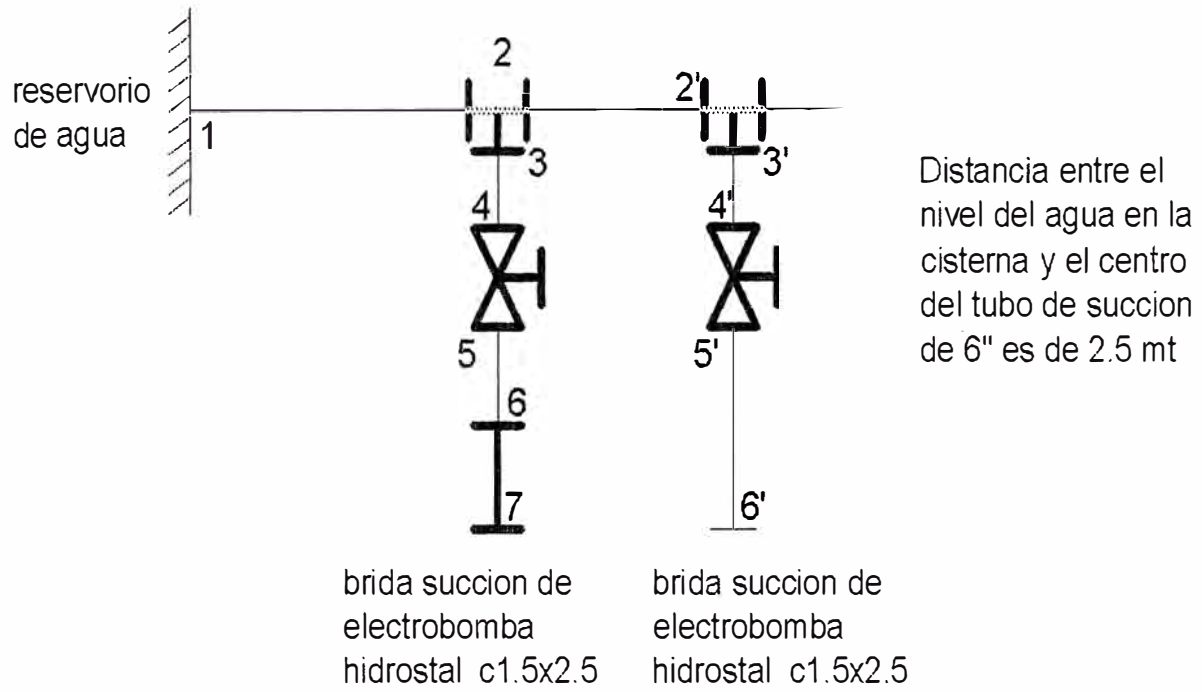 reservorio
de agua
1
2
2'
3
3'
4
4'
5
5'
6
6'
7
Distancia entre el
nivel del agua en la
cisterna y el centro
del tubo de succion
de 6" es de 2.5 mt
brida succion de
electrobomba
hidrostal c1.5x2.5
brida succion de
electrobomba
hidrostal c1.5x2.5